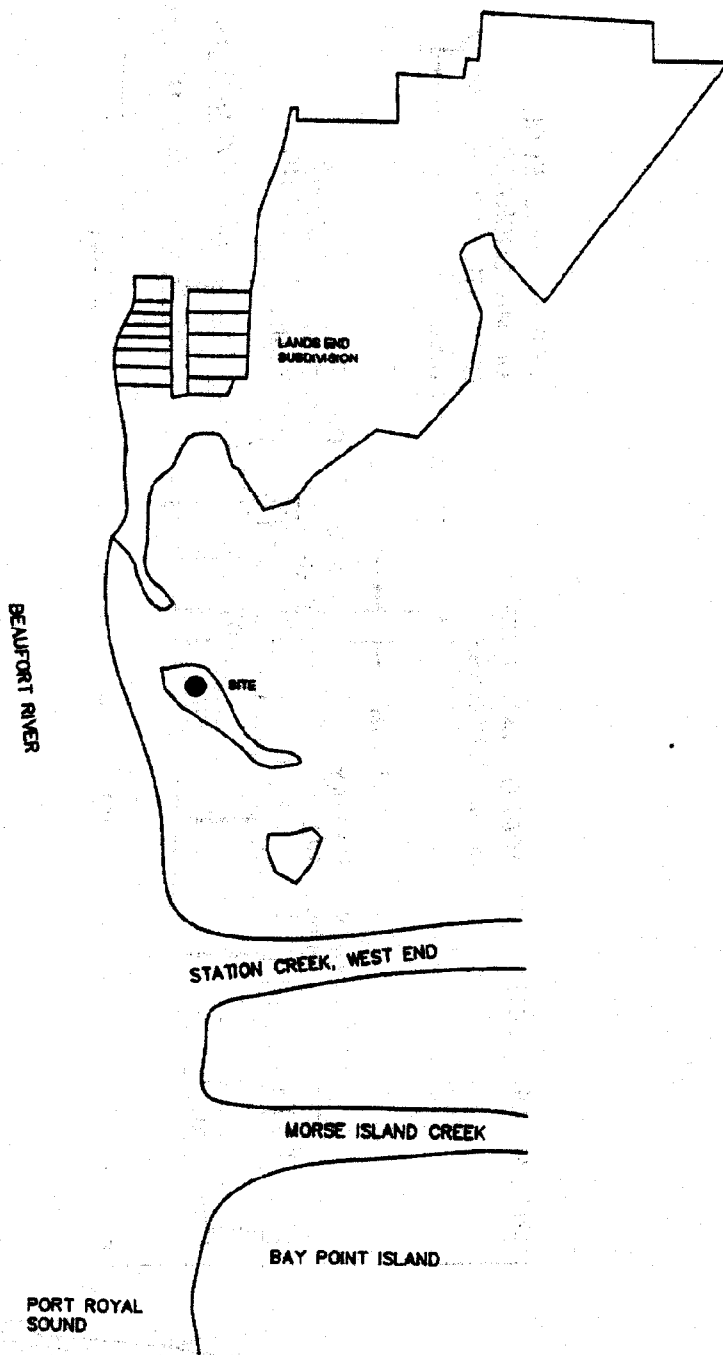 LANDS END
SUBDIVISION
BEAUFORT RIVER
SITE
STATION CREEK, WEST END
MORSE ISLAND CREEK
BAY POINT ISLAND
PORT ROYAL
SOUND